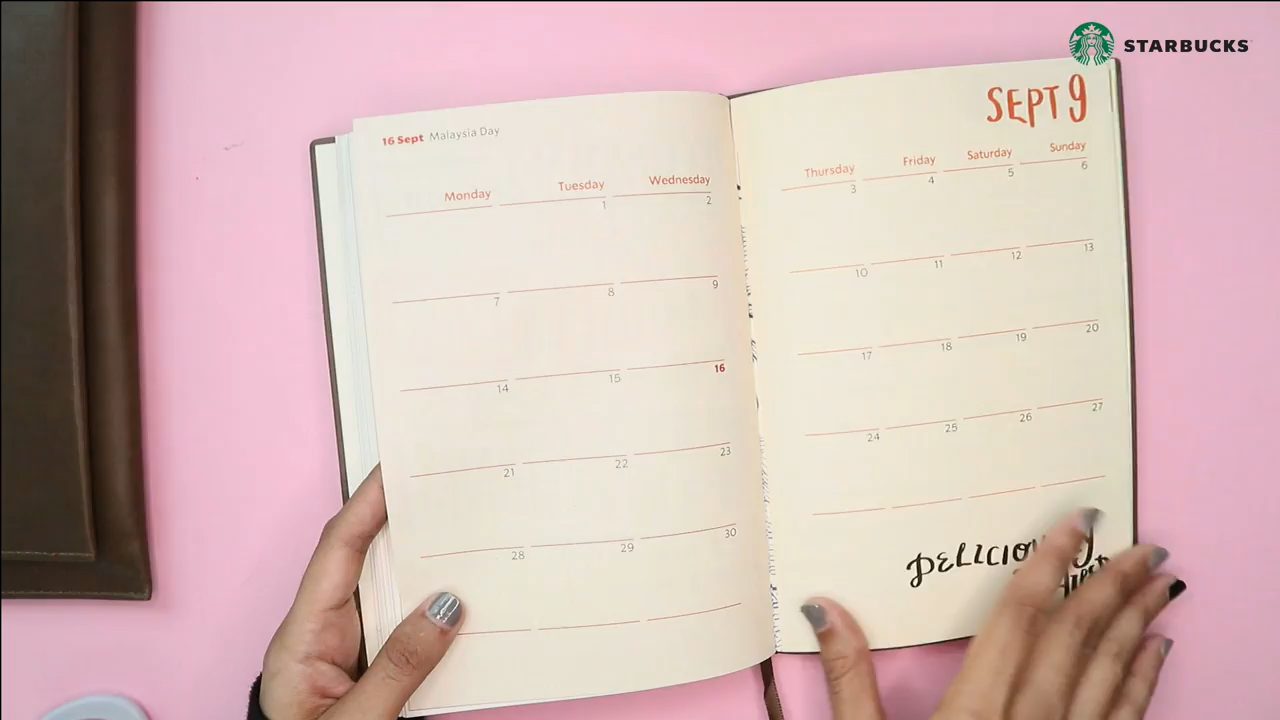 STARBUCKS
16 Sept Malaysia Day
Monday Tuesday Wednesday
1 2
7 8 9
14 15 16
21 22 23
28 29 30
SEPT 9
Thursday Friday Saturday Sunday
3 4 5 6
10 11 12 13
17 18 19 20
24 25 26 27